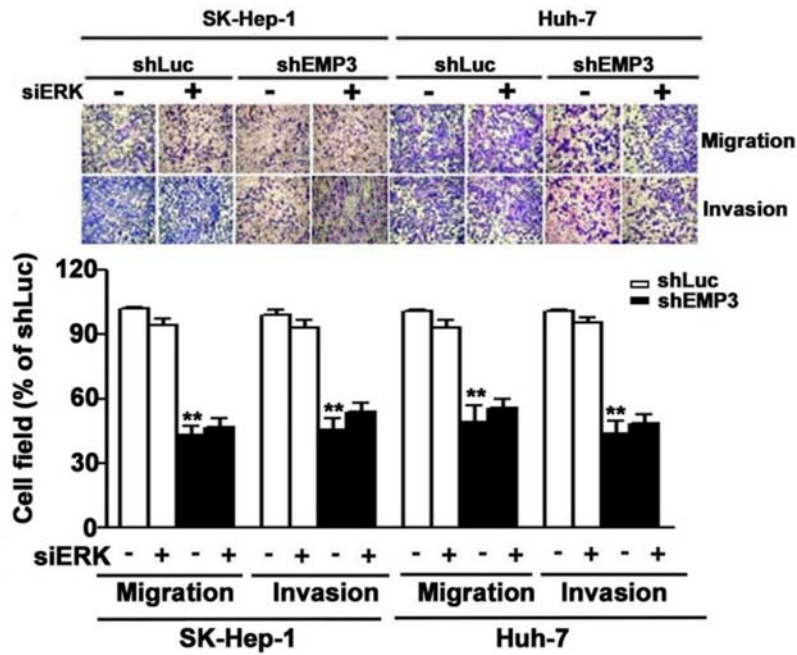 SK-Hep-1 Huh-7
shLuc shEMP3 shLuc shEMP3
siERK - + - + - + - +
Migration
Invasion
Cell field (% of shLuc)
120
90
60
30
0
shLuc
shEMP3
** ** ** **
siERK - + - + - + - + - + - + - + - +
Migration Invasion Migration Invasion
SK-Hep-1 Huh-7